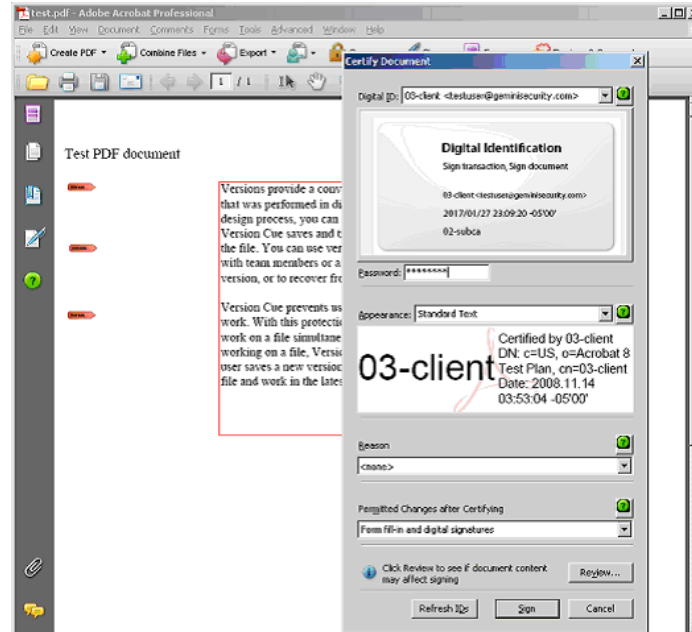 test.pdf - Adobe Acrobat Professional
File Edit View Document Comments Forms Tools Advanced Window Help
Create PDF
Combine Files
Export
1 / 1
Test PDF document
Versions provide a conv
that was performed in di
design process, you can
Version Cue saves and t
the file. You can use ver
with team members or a
version, or to recover fro
Version Cue prevents us
work. With this protectio
work on a file simultane
working on a file, Versio
user saves a new version
file and work in the lates
Certify Document
Digital ID: 03-client <testuser@geminisecurity.com>
Digital Identification
Sign transaction, Sign document
03-client <testuser@geminisecurity.com>
2017/01/27 23:09:20 -05'00'
02-subca
Password: ********
Appearance: Standard Text
03-client
Certified by 03-client
DN: c=US, o=Acrobat 8
Test Plan, cn=03-client
Date: 2008.11.14
03:53:04 -05'00'
Reason
<none>
Permitted Changes after Certifying
Form fill-in and digital signatures
Click Review to see if document content
may affect signing
Review...
Refresh IDs Sign Cancel